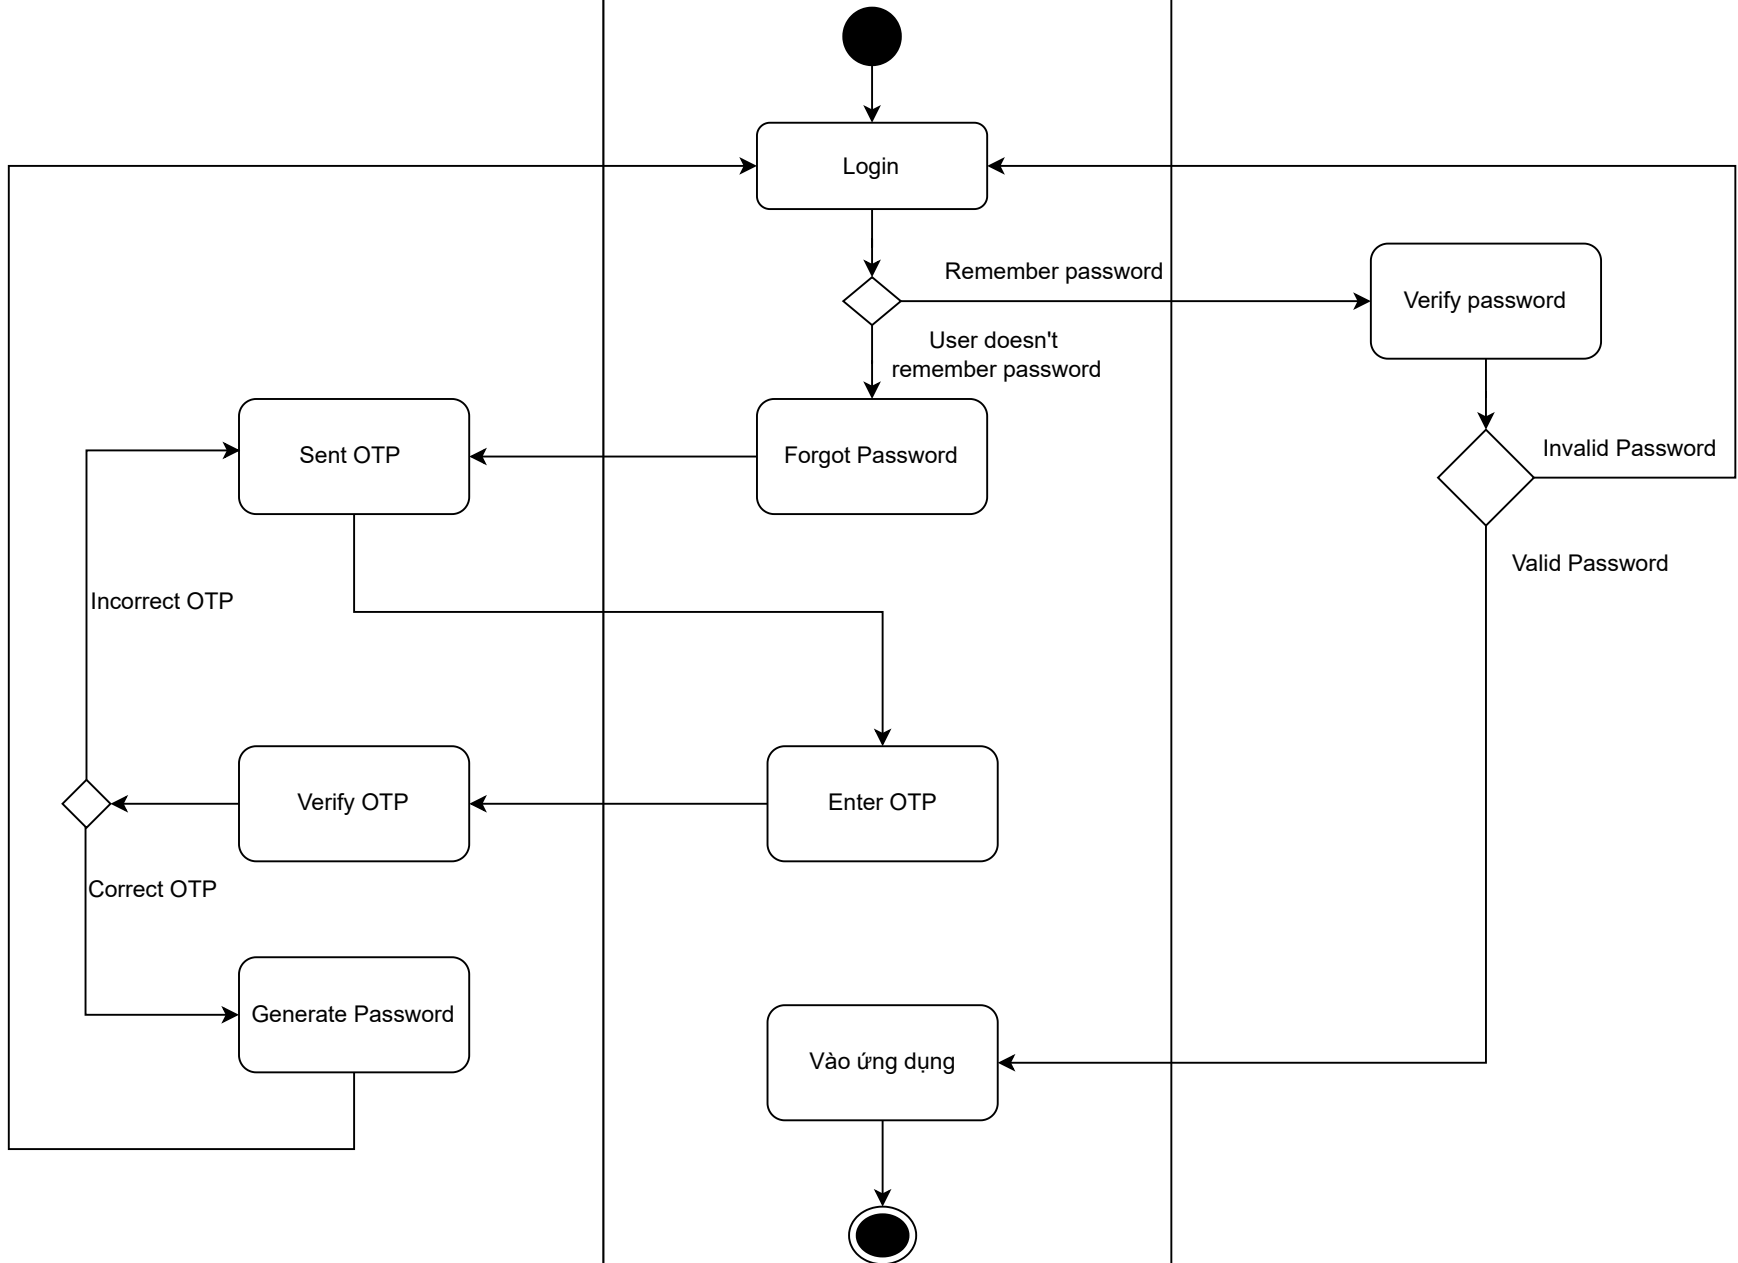 Login
Remember password
Verify password
User doesn't
remember password
Sent OTP
Forgot Password
Invalid Password
Valid Password
Incorrect OTP
Verify OTP
Enter OTP
Correct OTP
Generate Password
Vào ứng dụng